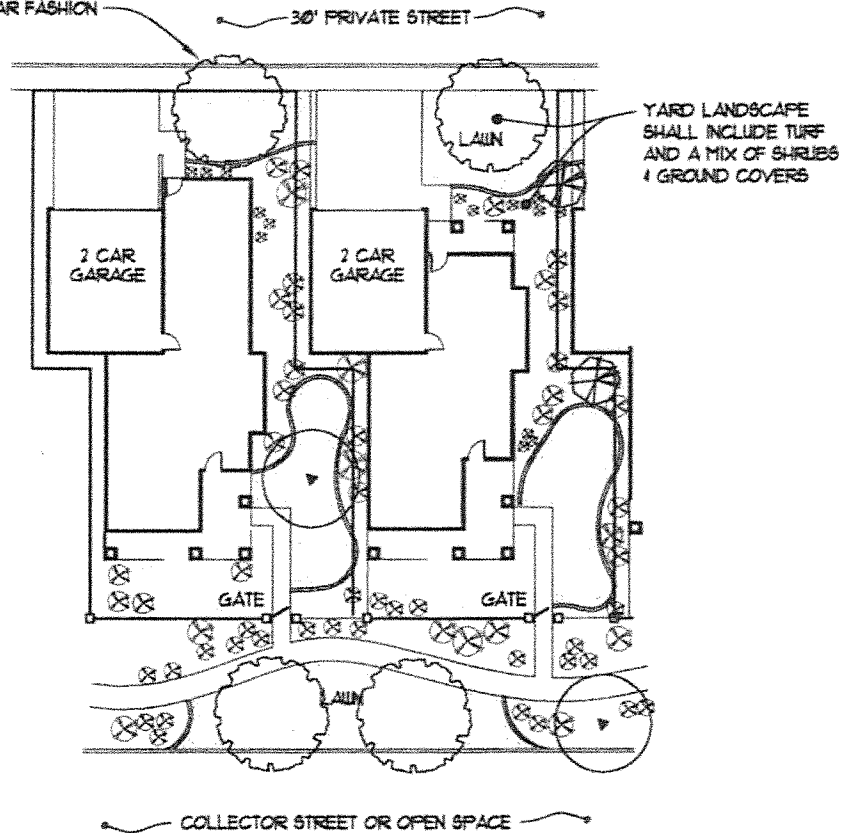 AR FASHION
30' PRIVATE STREET
LAWN
YARD LANDSCAPE
SHALL INCLUDE TURF
AND A MIX OF SHRUBS
& GROUND COVERS
2 CAR
GARAGE
2 CAR
GARAGE
GATE
GATE
LAWN
COLLECTOR STREET OR OPEN SPACE